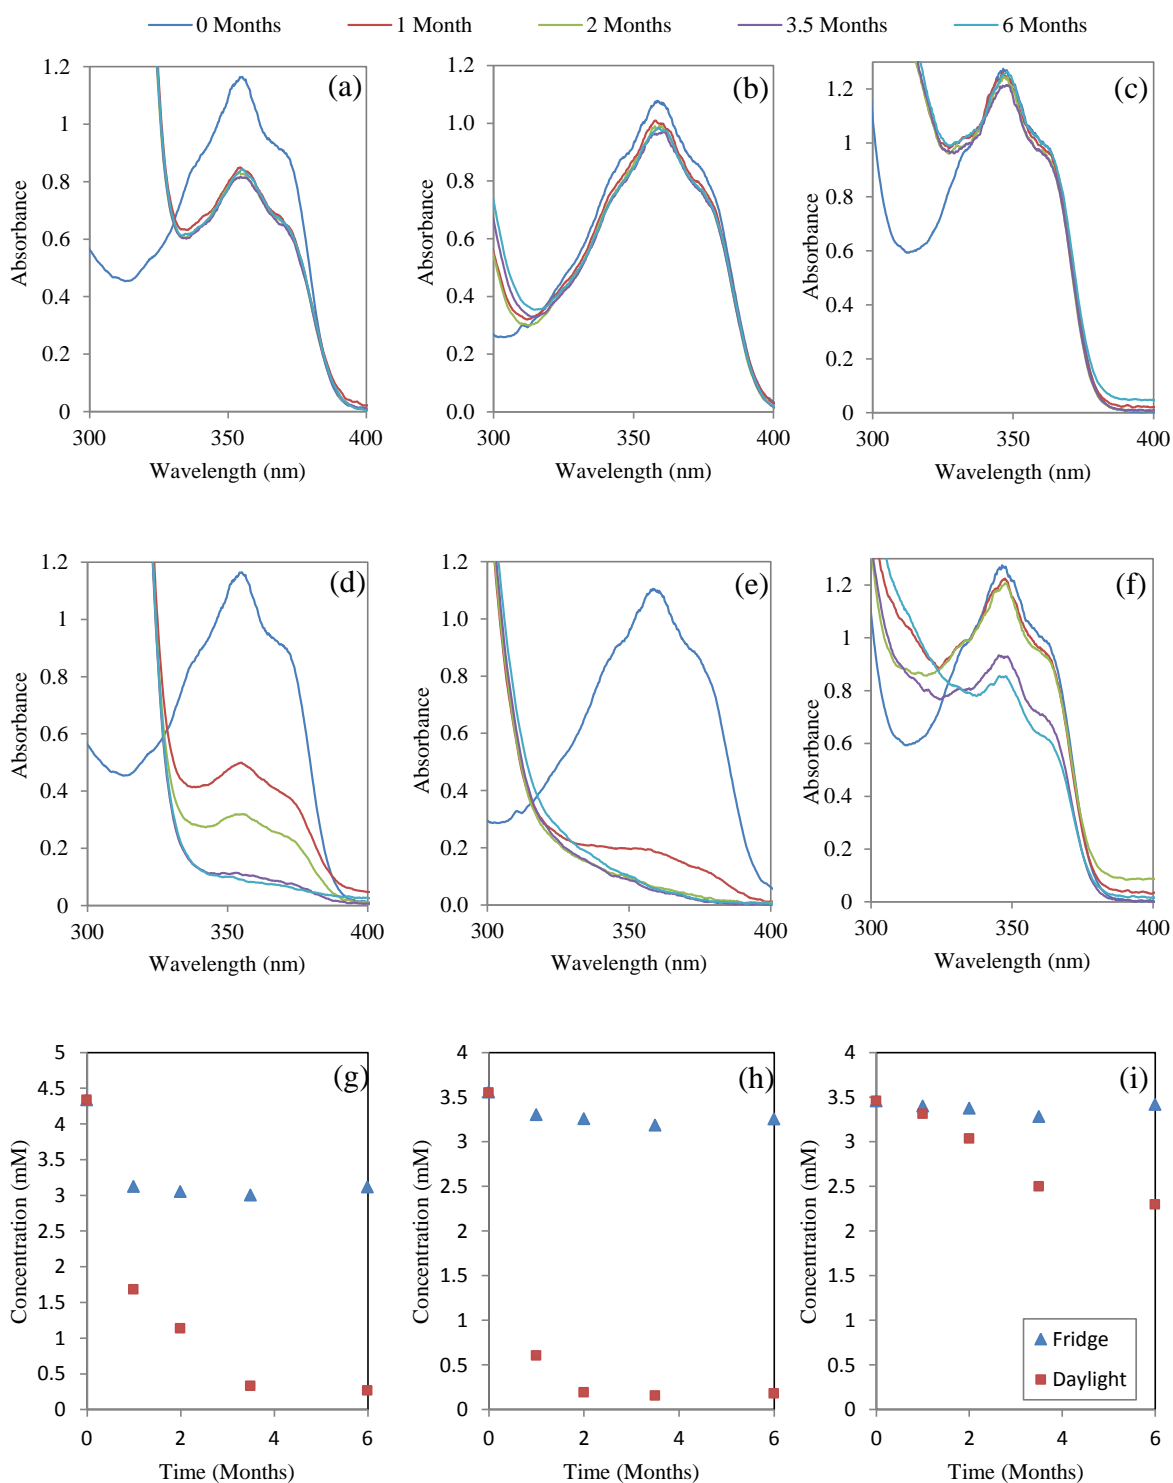 0 Months 1 Month 2 Months 3.5 Months 6 Months
(a)
1.2
1
0.8
0.6
0.4
0.2
0
300 350 400
Absorbance
Wavelength (nm)
(b)
1.2
1.0
0.8
0.6
0.4
0.2
0.0
300 350 400
Absorbance
Wavelength (nm)
(c)
1.2
1
0.8
0.6
0.4
0.2
0
300 350 400
Absorbance
Wavelength (nm)
(d)
1.2
1
0.8
0.6
0.4
0.2
0
300 350 400
Absorbance
Wavelength (nm)
(e)
1.2
1.0
0.8
0.6
0.4
0.2
0.0
300 350 400
Absorbance
Wavelength (nm)
(f)
1.2
1
0.8
0.6
0.4
0.2
0
300 350 400
Absorbance
Wavelength (nm)
(g)
5
4.5
4
3.5
3
2.5
2
1.5
1
0.5
0
0 2 4 6
Concentration (mM)
Time (Months)
(h)
4
3.5
3
2.5
2
1.5
1
0.5
0
0 2 4 6
Concentration (mM)
Time (Months)
(i)
4
3.5
3
2.5
2
1.5
1
0.5
0
0 2 4 6
Concentration (mM)
Time (Months)
Fridge
Daylight